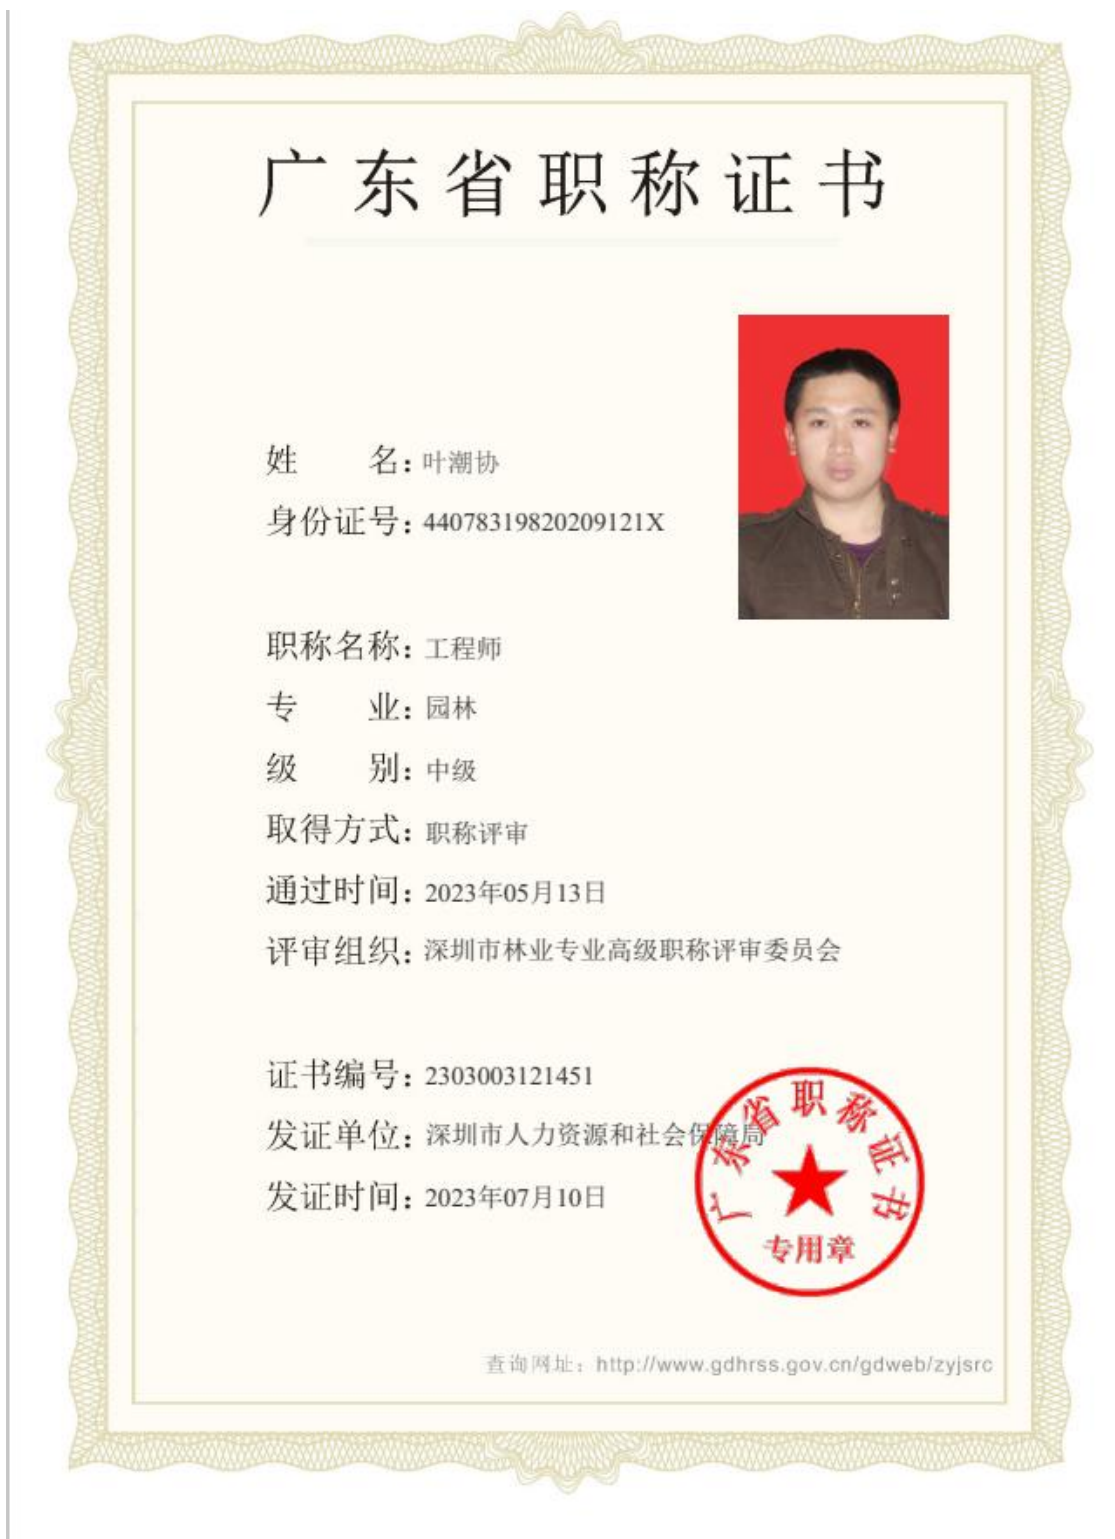 广东省职称证书
姓 名：叶潮协
身份证号：44078319820209121X
职称名称：工程师
专 业：园林
级 别：中级
取得方式：职称评审
通过时间：2023年05月13日
评审组织：深圳市林业专业高级职称评审委员会
证书编号：2303003121451
发证单位：深圳市人力资源和社会保障局
发证时间：2023年07月10日
广东省职称证书
专用章
查询网址：http://www.gdhrss.gov.cn/gdweb/zyjsrc